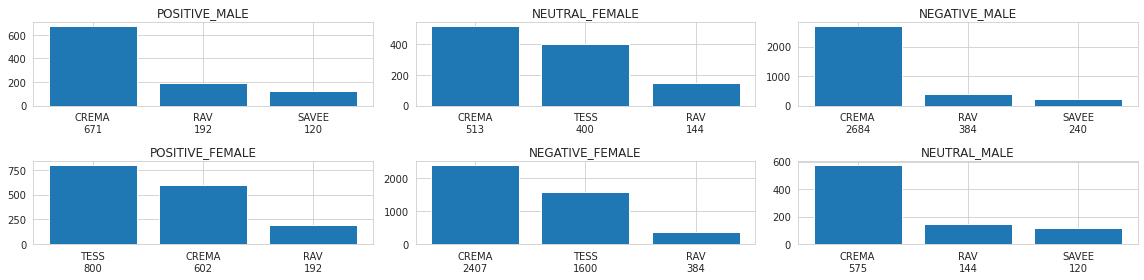 POSITIVE_MALE
600
400
200
0
CREMA RAV SAVEE
671 192 120
NEUTRAL_FEMALE
400
200
0
CREMA TESS RAV
513 400 144
NEGATIVE_MALE
2000
1000
0
CREMA RAV SAVEE
2684 384 240
POSITIVE_FEMALE
750
500
250
0
TESS CREMA RAV
800 602 192
NEGATIVE_FEMALE
2000
1000
0
CREMA TESS RAV
2407 1600 384
NEUTRAL_MALE
600
400
200
0
CREMA RAV SAVEE
575 144 120